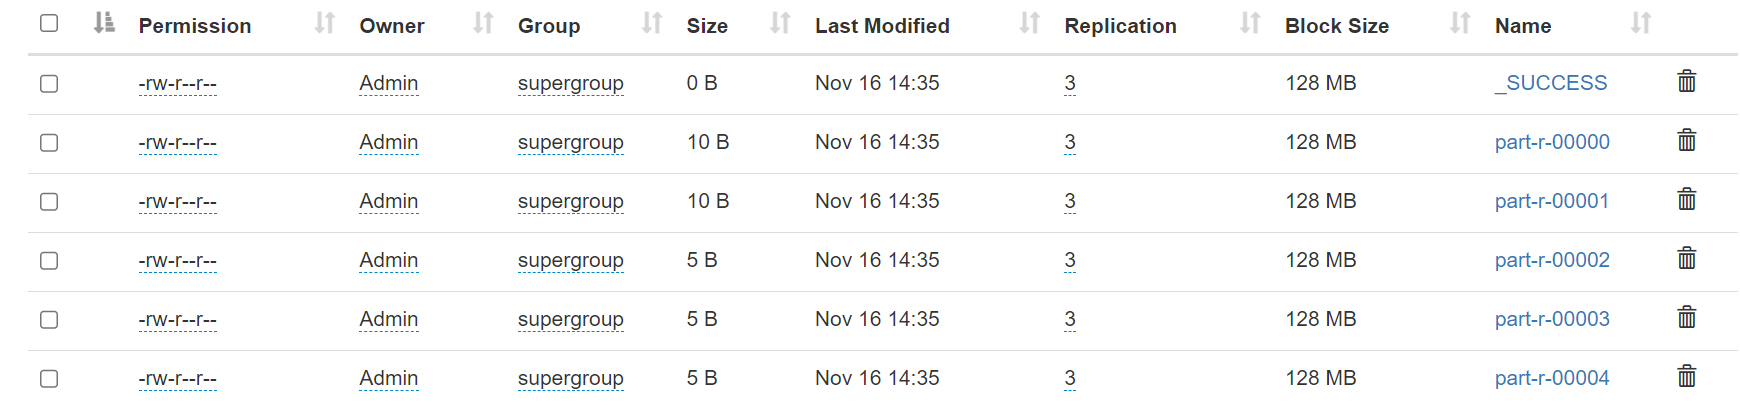 Permission Owner Group Size Last Modified Replication Block Size Name
-rw-r--r-- Admin supergroup 0 B Nov 16 14:35 3 128 MB _SUCCESS
-rw-r--r-- Admin supergroup 10 B Nov 16 14:35 3 128 MB part-r-00000
-rw-r--r-- Admin supergroup 10 B Nov 16 14:35 3 128 MB part-r-00001
-rw-r--r-- Admin supergroup 5 B Nov 16 14:35 3 128 MB part-r-00002
-rw-r--r-- Admin supergroup 5 B Nov 16 14:35 3 128 MB part-r-00003
-rw-r--r-- Admin supergroup 5 B Nov 16 14:35 3 128 MB part-r-00004